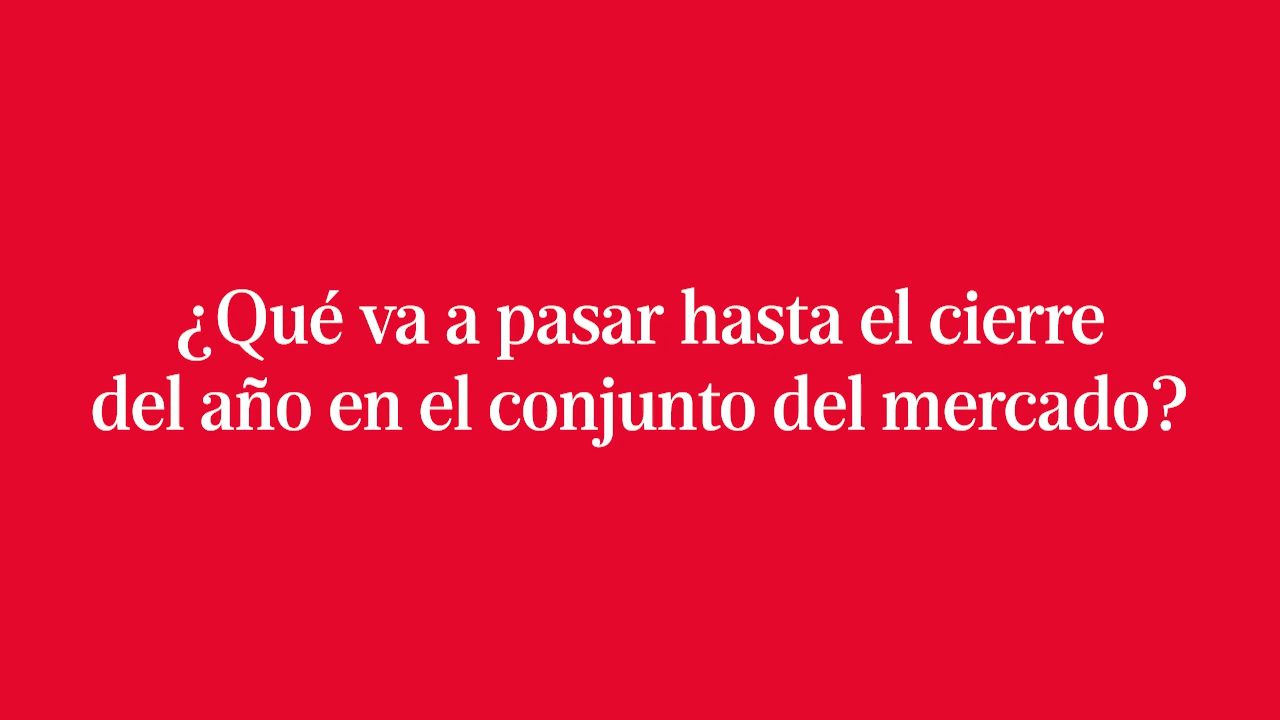 ¿Qué va a pasar hasta el cierre
del año en el conjunto del mercado?